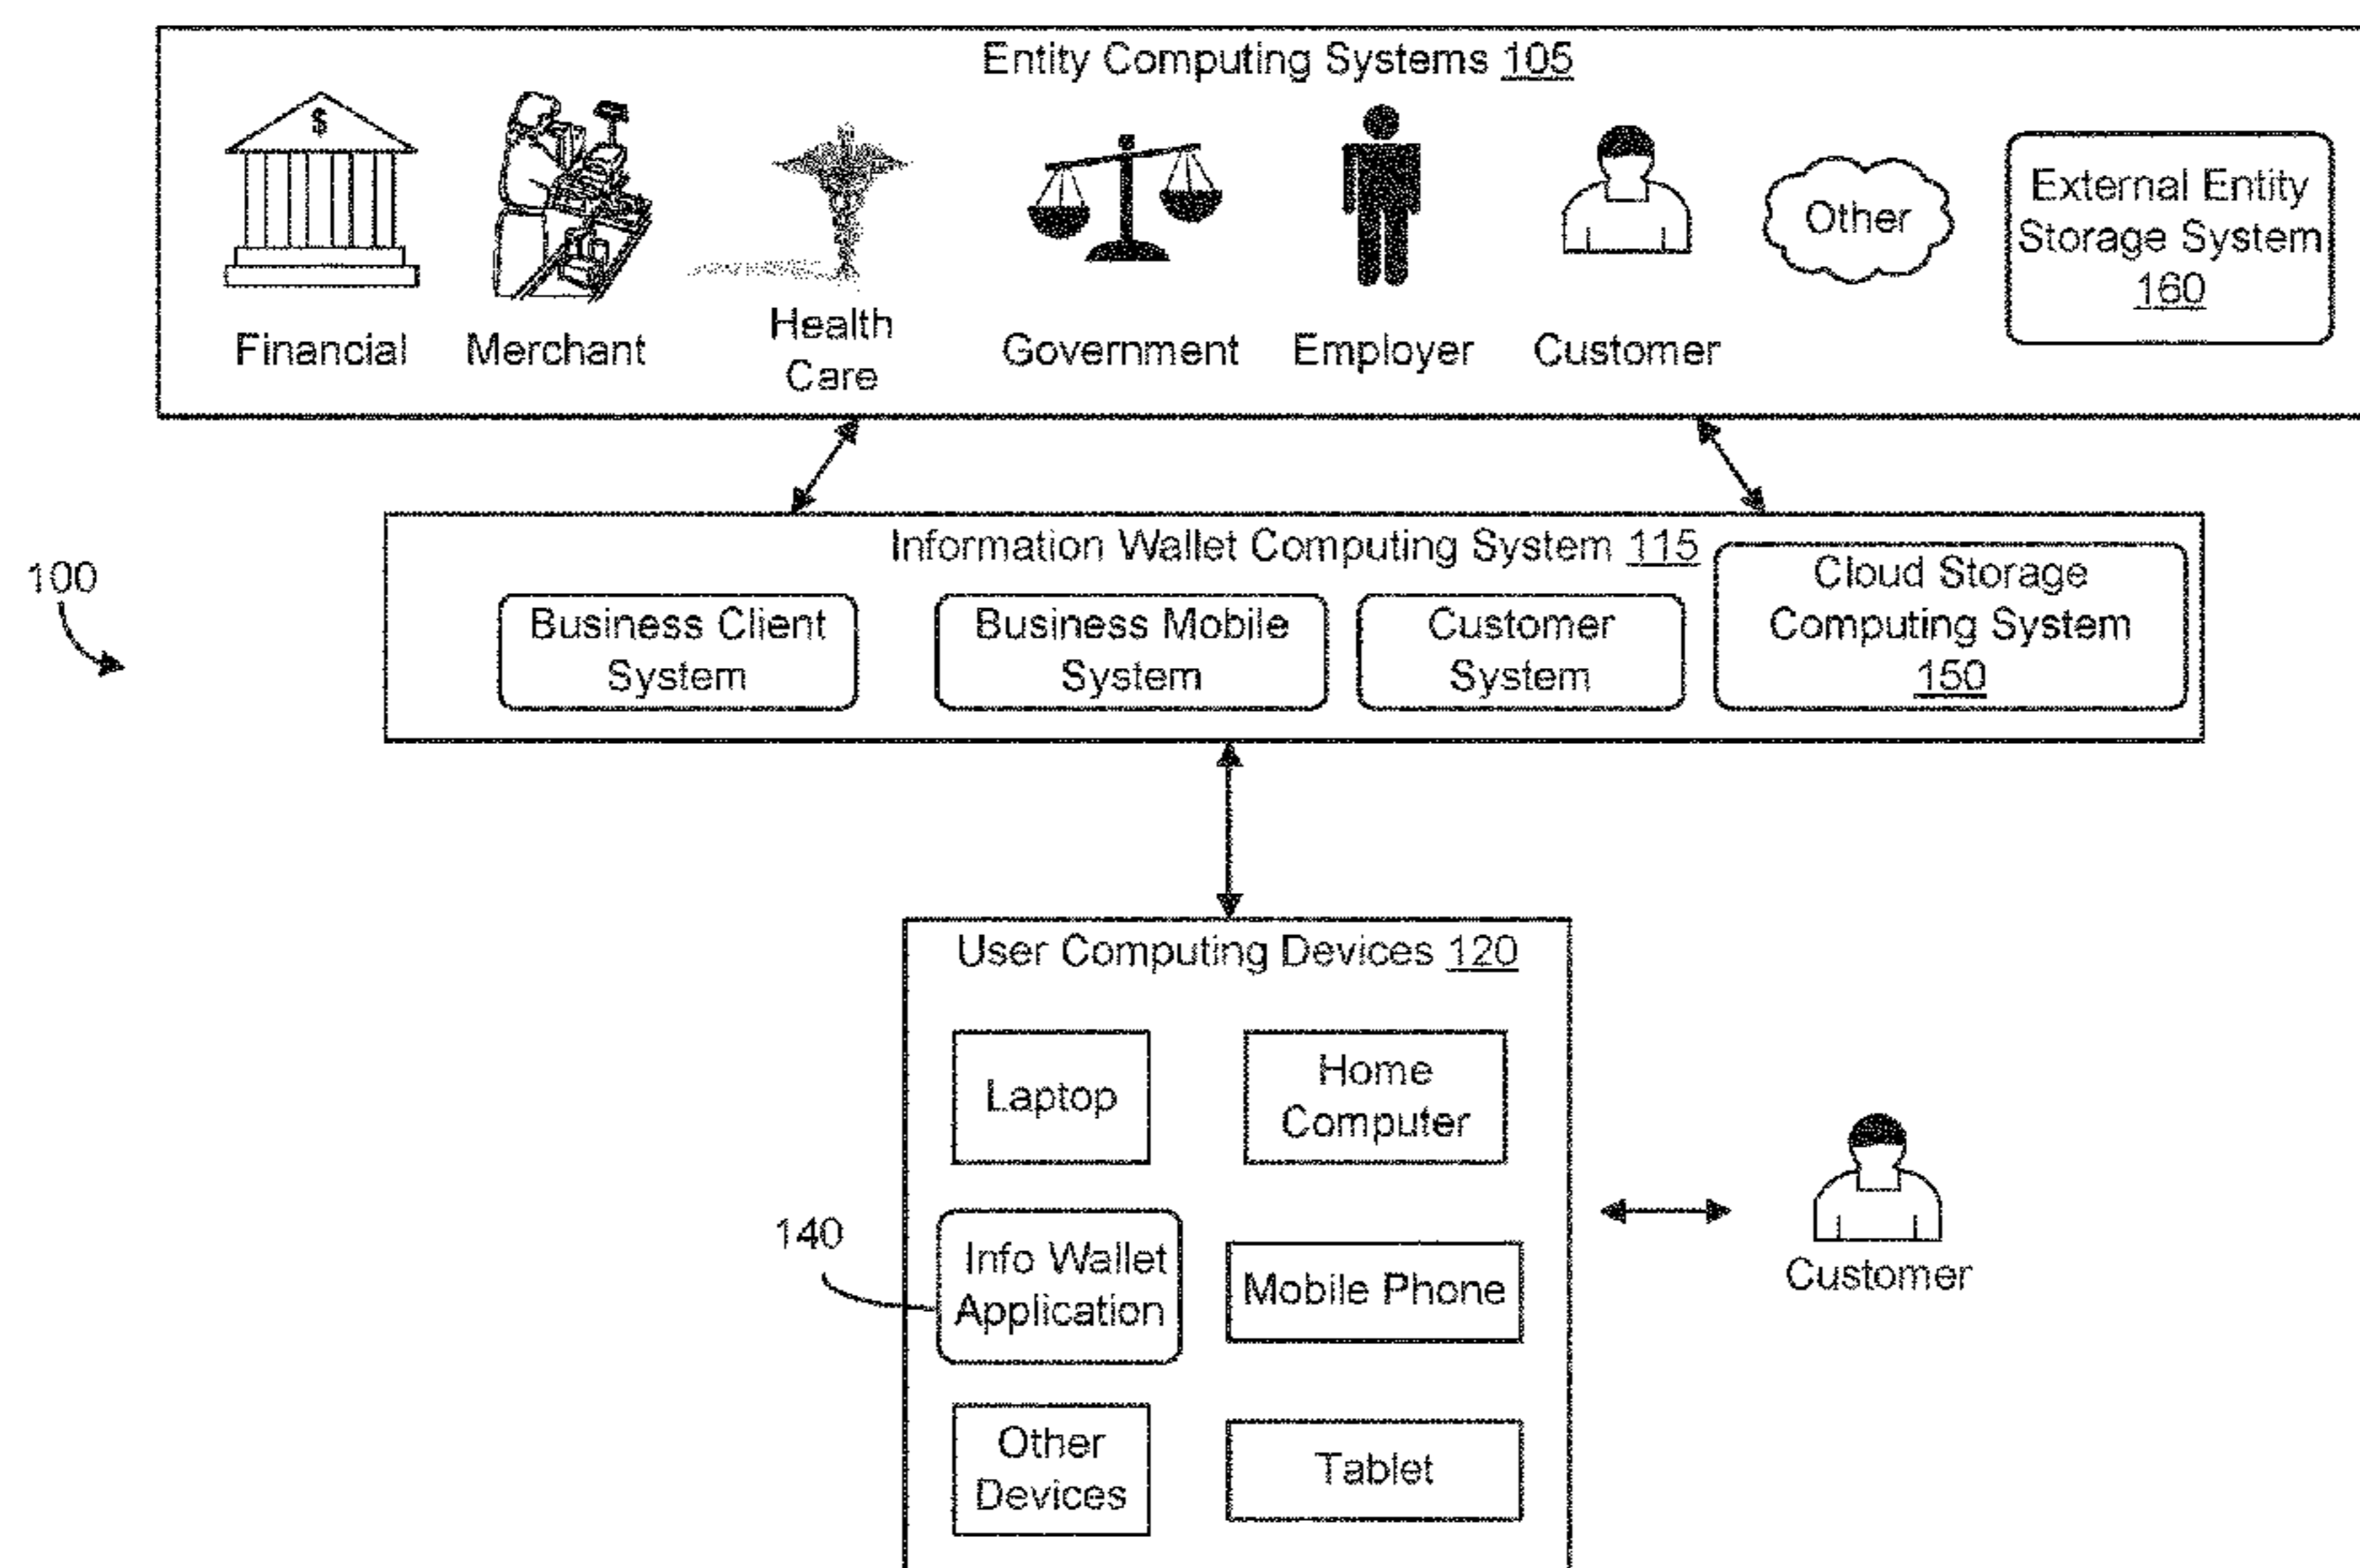 Entity Computing Systems 105
$
Financial
Merchant
Health
Care
Government
Employer
Customer
Other
External Entity
Storage System
160
100
Information Wallet Computing System 115
Business Client
System
Business Mobile
System
Customer
System
Cloud Storage
Computing System
150
User Computing Devices 120
Laptop
Home
Computer
140
Info Wallet
Application
Mobile Phone
Customer
Other
Devices
Tablet